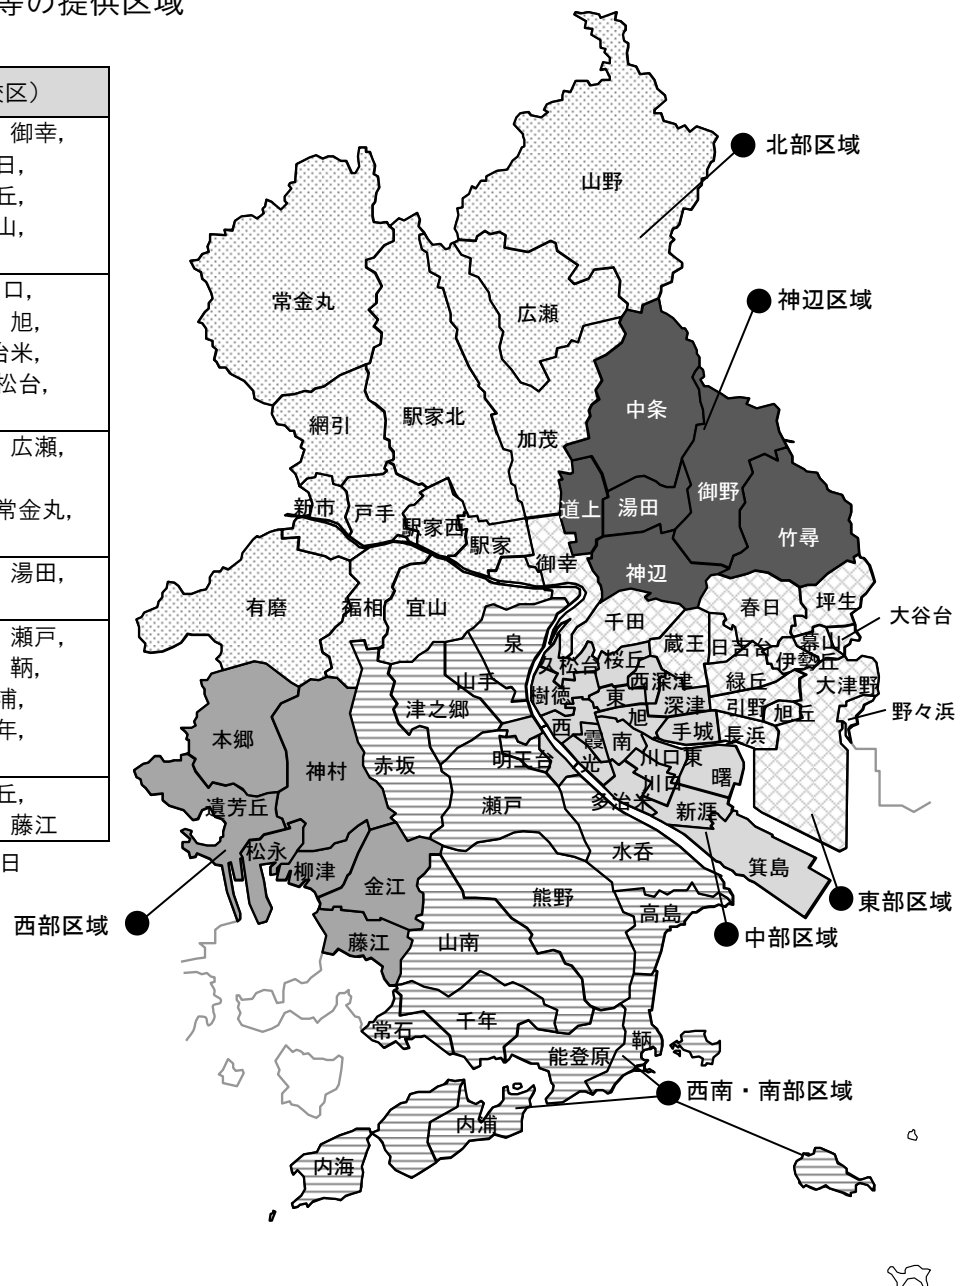 等の提供区域
校区）
御幸，
日，
丘，
山，
口，
旭，
台米，
松台，
広瀬，
常金丸，
湯田，
瀬戸，
鞆，
浦，
年，
丘，
藤江
日
北部区域
山野
神辺区域
常金丸
広瀬
中条
駅家北
網引
加茂
御野
新市
戸手
駅家西
道上
湯田
竹尋
駅家
御幸
神辺
有磨
福相
宜山
千田
春日
坪生
大谷台
泉
蔵王
日吉台
幕山
伊勢丘
久松台
桜丘
西深津
緑丘
大津野
山手
樹徳
東
深津
引野
旭丘
野々浜
津之郷
西
旭
手城
長浜
本郷
神村
赤坂
明王台
霞
南
川口東
光
川口
曙
遺芳丘
瀬戸
多治米
新涯
松永
柳津
水呑
箕島
金江
熊野
高島
東部区域
西部区域
藤江
山南
中部区域
常石
千年
能登原
鞆
西南・南部区域
内浦
内海